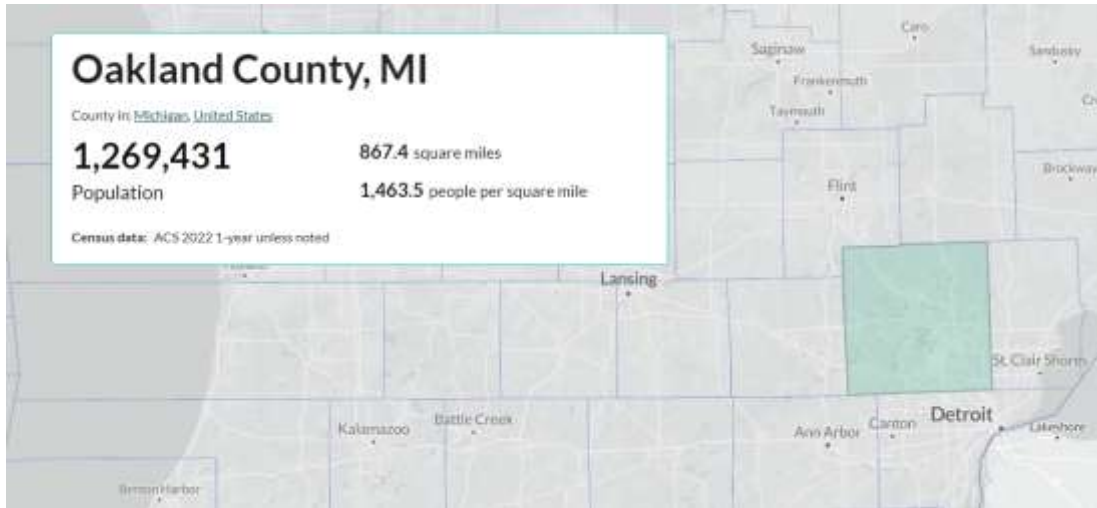 Oakland County, MI
County in: Michigan, United States
1,269,431
Population
867.4 square miles
1,463.5 people per square mile
Census data: ACS 2022 1-year unless noted
Caro
Saginaw
Sandusky
Frankenmuth
Taymouth
Brockway
Flint
Lansing
St. Clair Shores
Kalamazoo
Battle Creek
Ann Arbor
Canton
Detroit
Lakeshore
Benton Harbor